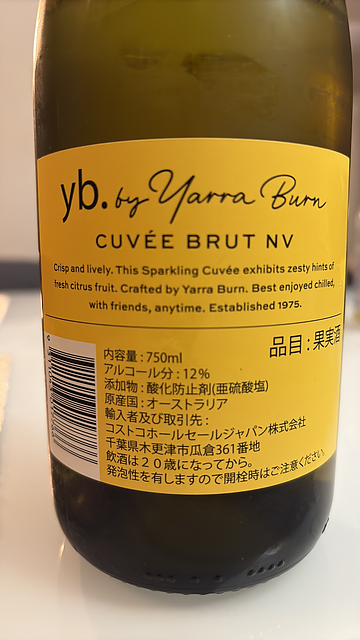 yb. by Yarra Burn
CUVÉE BRUT NV
Crisp and lively. This Sparkling Cuvée exhibits zesty hints of
fresh citrus fruit. Crafted by Yarra Burn. Best enjoyed chilled,
with friends, anytime. Established 1975.
品目:果実酒
内容量:750ml
アルコール分:12%
添加物:酸化防止剤(亜硫酸塩)
原産国:オーストラリア
輸入者及び取引先:
コストコホールセールジャパン株式会社
千葉県木更津市瓜倉361番地
飲酒は20歳になってから。
発泡性を有しますので開栓時はご注意ください。